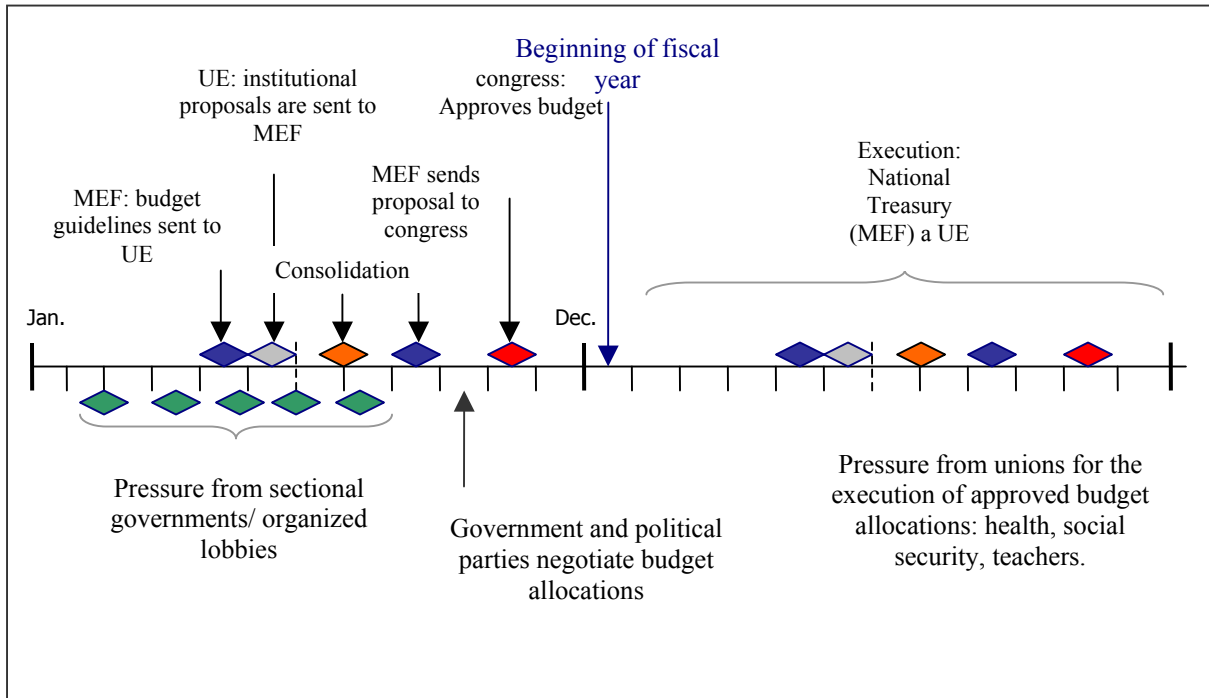 Beginning of fiscal
year
UE: institutional
proposals are sent to
MEF
congress:
Approves budget
MEF: budget
guidelines sent to
UE
MEF sends
proposal to
congress
Execution:
National
Treasury
(MEF) a UE
Consolidation
Jan.
Dec.
Pressure from sectional
governments/ organized
lobbies
Government and political
parties negotiate budget
allocations
Pressure from unions for the
execution of approved budget
allocations: health, social
security, teachers.